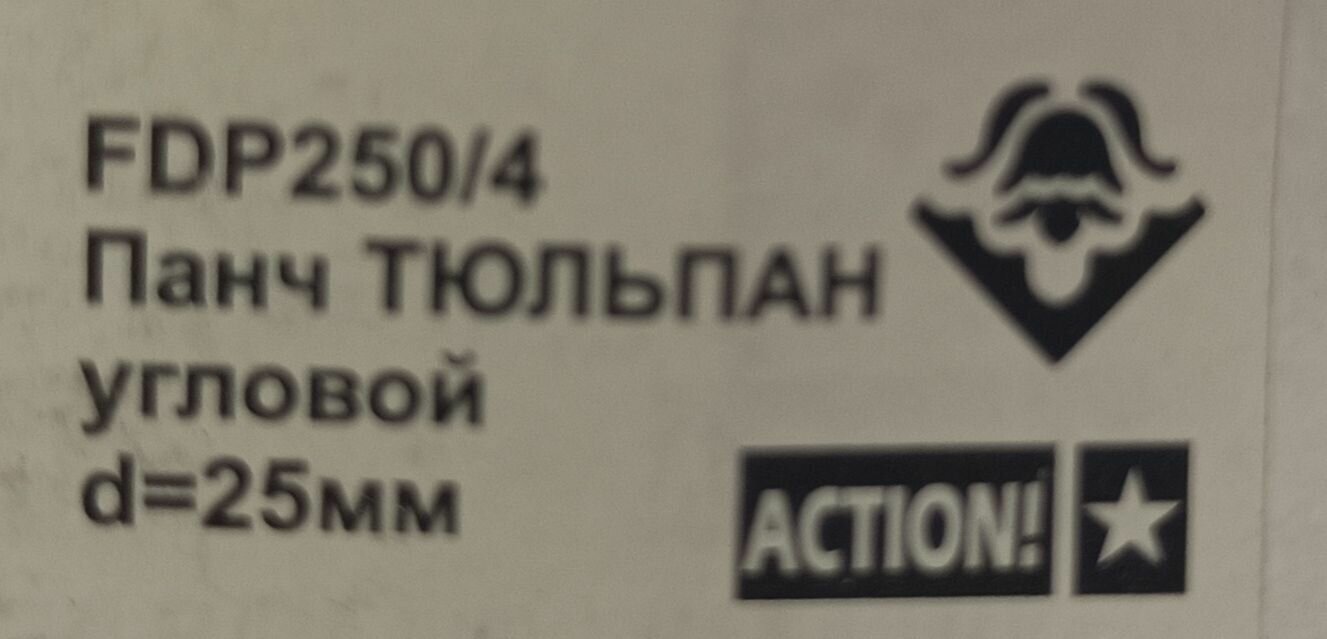 FDP250/4
Панч ТЮЛЬПАН
угловой
d=25мм
ACTION!